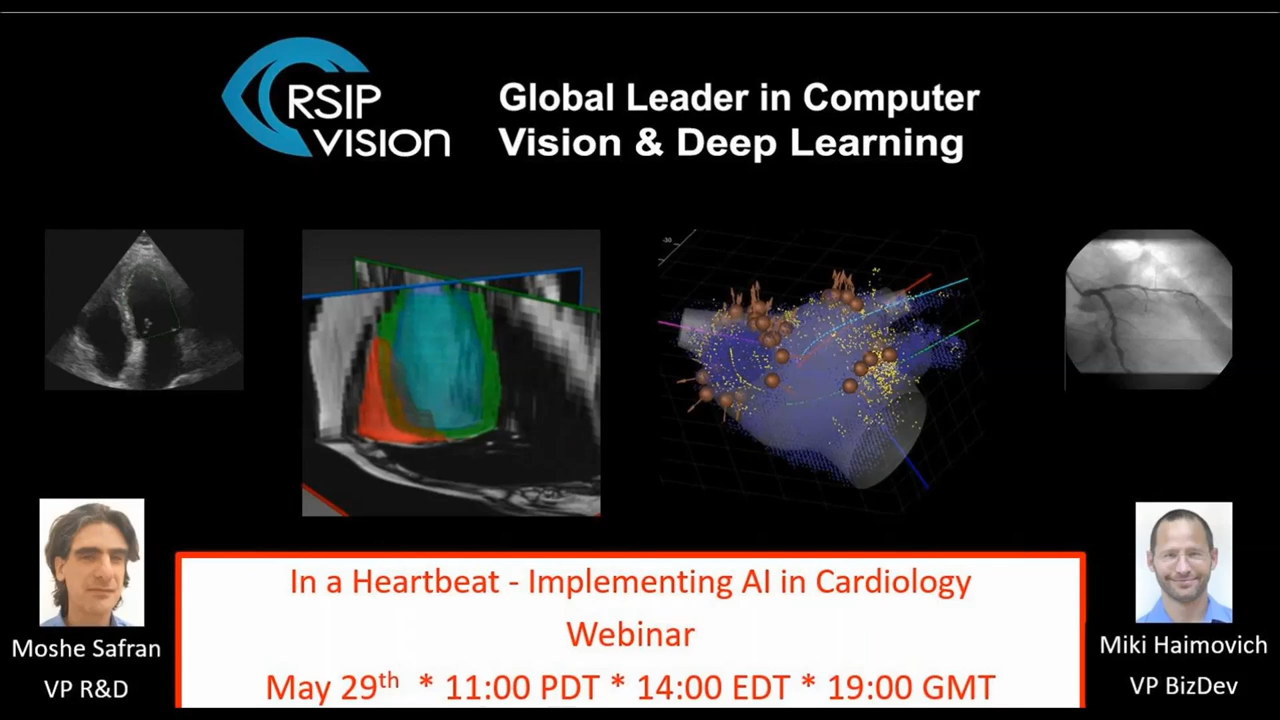 RSIP
VISION
Global Leader in Computer
Vision & Deep Learning
-30
Moshe Safran
VP R&D
In a Heartbeat - Implementing AI in Cardiology
Webinar
May 29th * 11:00 PDT * 14:00 EDT * 19:00 GMT
Miki Haimovich
VP BizDev